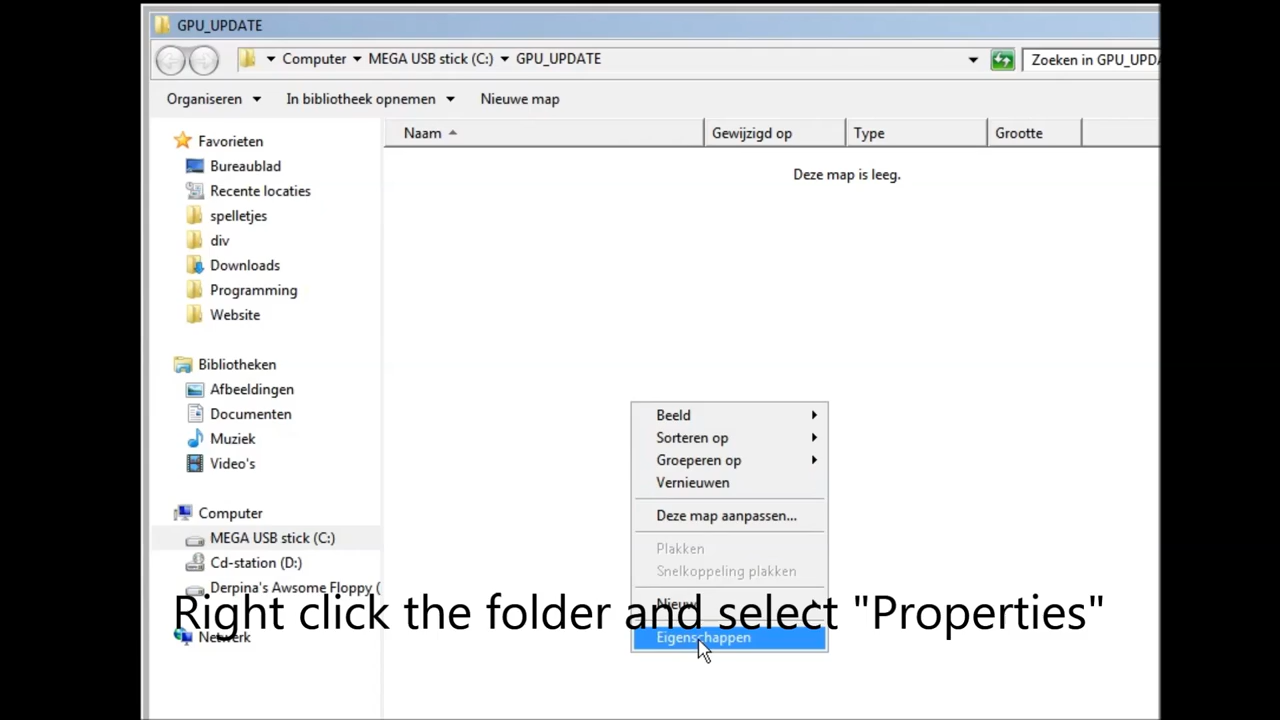 GPU_UPDATE
Computer MEGA USB stick (C:) GPU_UPDATE
Zoeken in GPU_UPDA
Organiseren In bibliotheek opnemen Nieuwe map
Naam Gewijzigd op Type Grootte
Deze map is leeg.
Favorieten
Bureaublad
Recente locaties
spelletjes
div
Downloads
Programming
Website
Bibliotheken
Afbeeldingen
Documenten
Muziek
Video's
Computer
MEGA USB stick (C:)
Cd-station (D:)
Derpina's Awsome Floppy (
Netwerk
Beeld
Sorteren op
Groeperen op
Vernieuwen
Deze map aanpassen...
Plakken
Snelkoppeling plakken
Nieuw
Eigenschappen
Right click the folder and select "Properties"